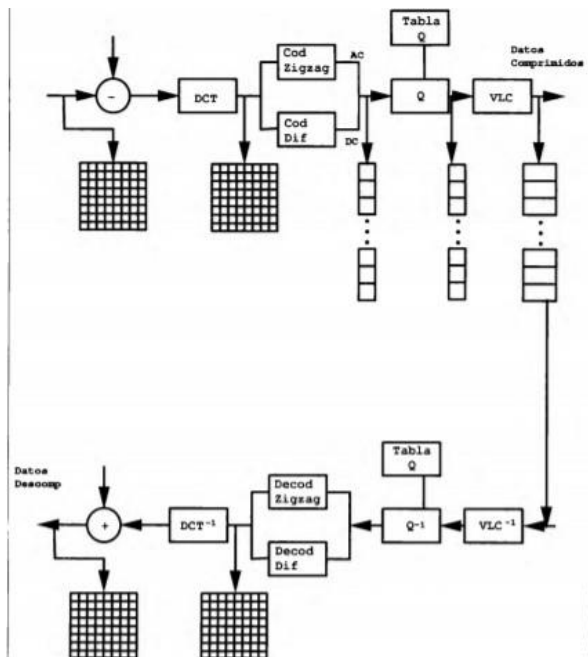 Tabla
Q
Cod
Zigzag
AC
Datos
Comprimidos
-
DCT
Q
VLC
Cod
Dif
DC
Tabla
Q
Datos
Descomp
Decod
Zigzag
+
DCT-1
Q-1
VLC-1
Decod
Dif